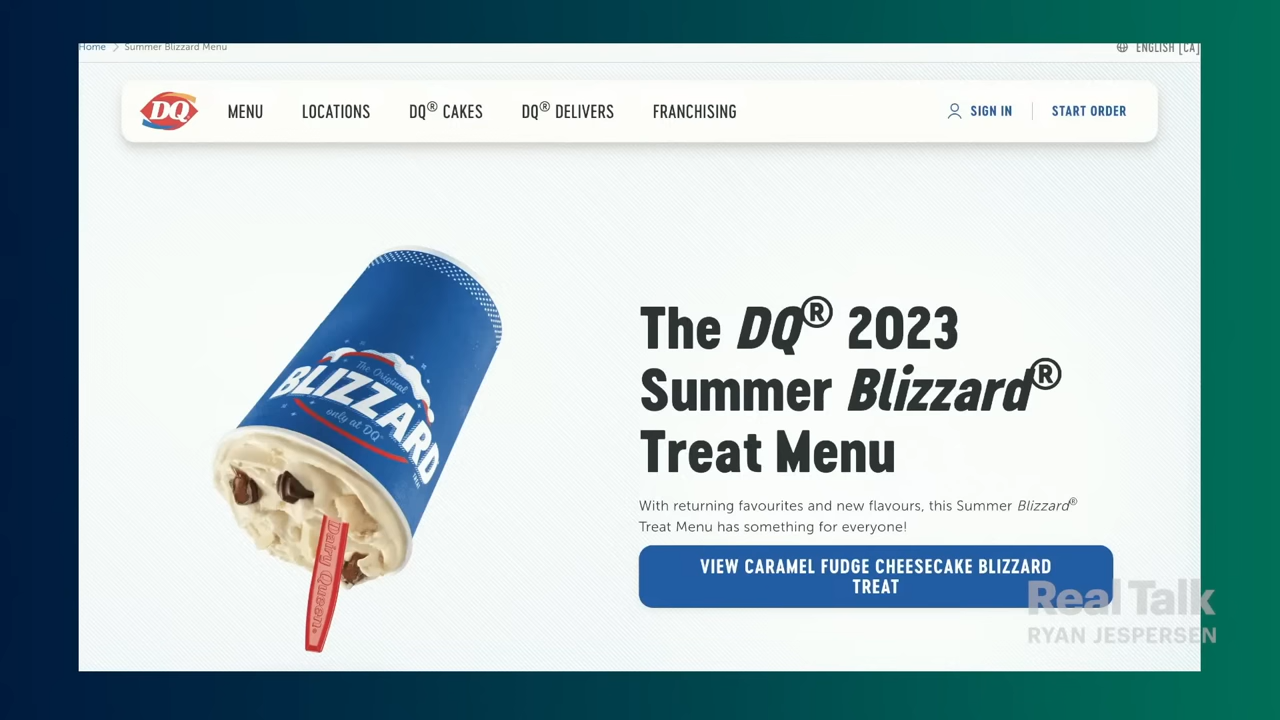 Home > Summer Blizzard Menu
ENGLISH [CA]
DQ
MENU
LOCATIONS
DQ® CAKES
DQ® DELIVERS
FRANCHISING
SIGN IN
START ORDER
The Original
BLIZZARD
only at DQ®
TREAT
Dairy Queen®
The DQ® 2023
Summer Blizzard®
Treat Menu
With returning favourites and new flavours, this Summer Blizzard®
Treat Menu has something for everyone!
VIEW CARAMEL FUDGE CHEESECAKE BLIZZARD
TREAT
Real Talk
RYAN JESPERSEN